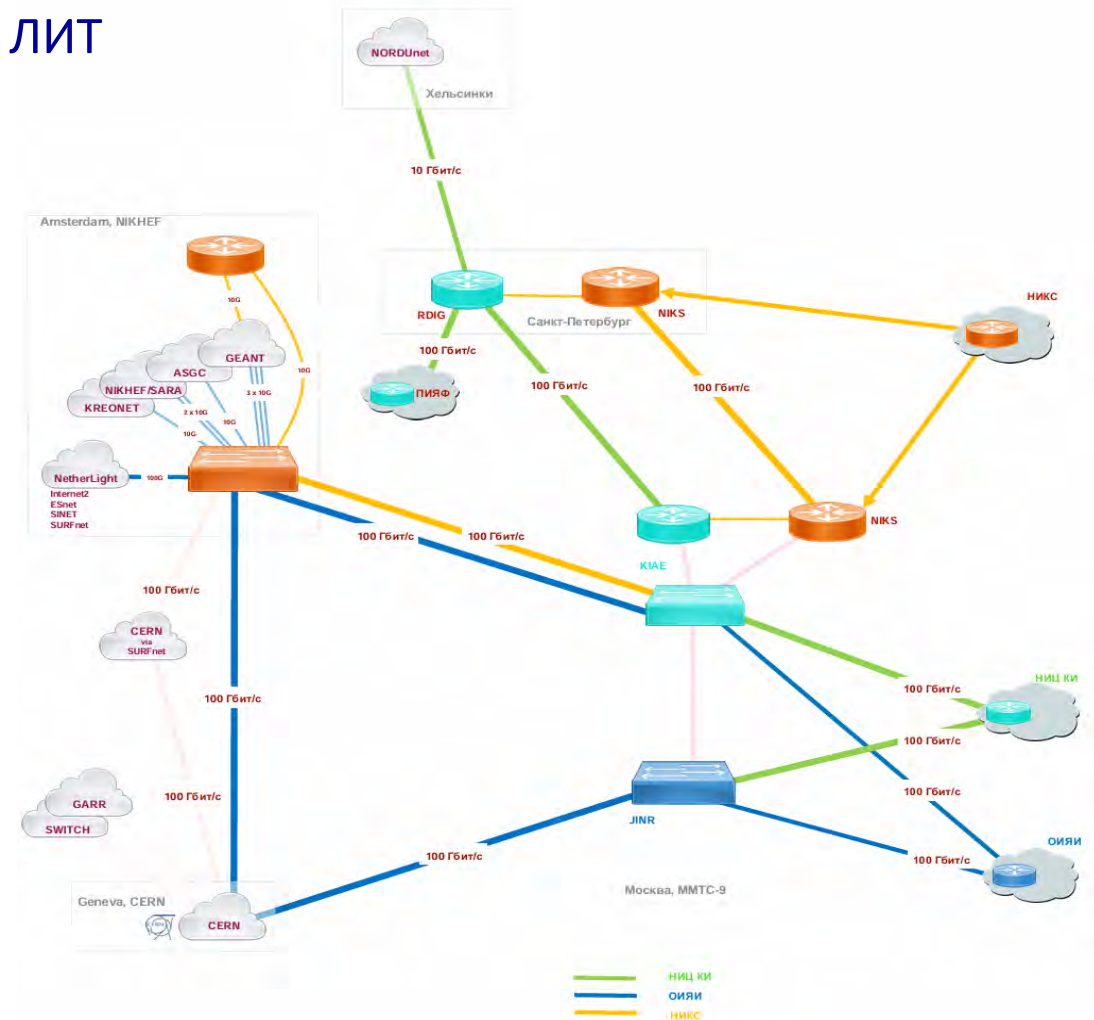 ЛИТ
NORDUnet
Хельсинки
10 Гбит/с
Amsterdam, NIKHEF
10G
RDIG
NIKS
Санкт-Петербург
НИКС
GEANT
ASGC
NIKHEF/SARA
KREONET
10G
3 x 10G
2 x 10G
10G
10G
100 Гбит/с
ПИЯФ
100 Гбит/с
100 Гбит/с
NetherLight
100G
Internet2
ESnet
SINET
SURFnet
100 Гбит/с
100 Гбит/с
NIKS
KIAE
100 Гбит/с
CERN
via
SURFnet
100 Гбит/с
100 Гбит/с
НИЦ КИ
100 Гбит/с
100 Гбит/с
100 Гбит/с
GARR
SWITCH
JINR
ОИЯИ
100 Гбит/с
100 Гбит/с
Москва, ММТС-9
Geneva, CERN
CERN
НИЦ КИ
ОИЯИ
НИКС